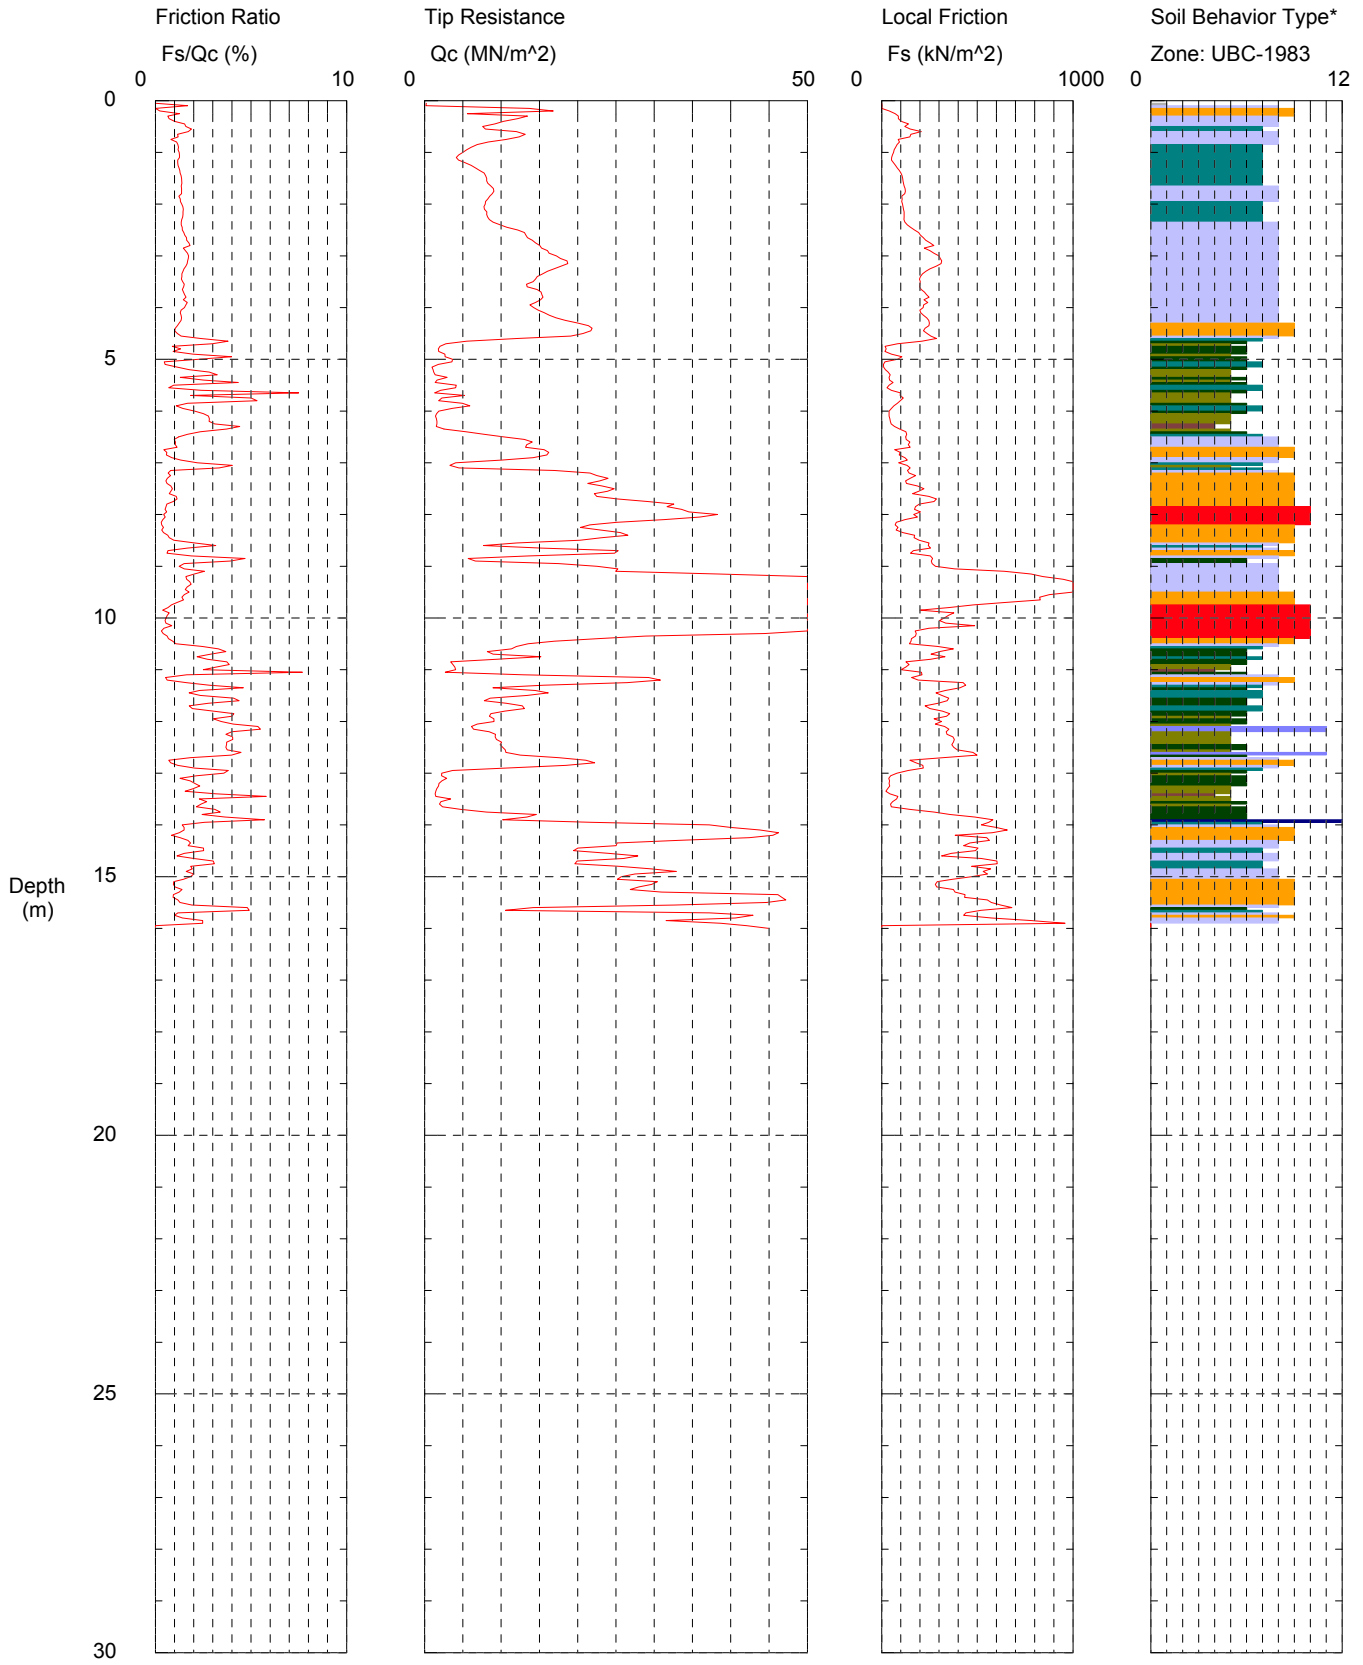 Friction Ratio Tip Resistance Local Friction Soil Behavior Type*
Fs/Qc (%) Qc (MN/m^2) Fs (kN/m^2) Zone: UBC-1983
0 10 0 50 0 1000 0 12
0
5
10
15
Depth
(m)
20
25
30